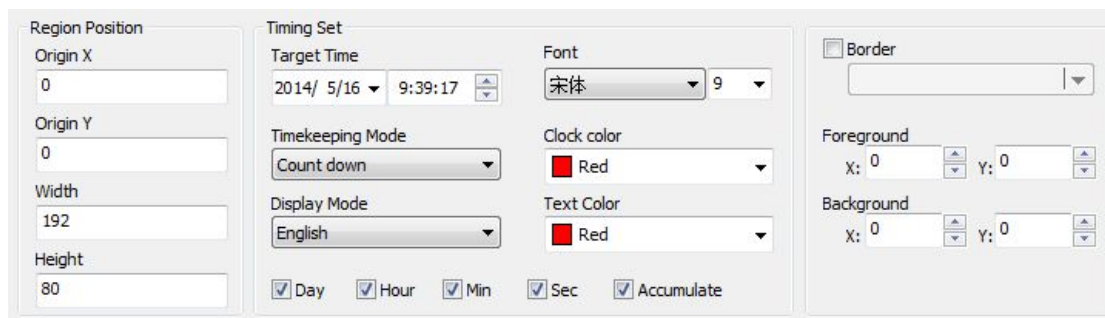 Region Position
Origin X
0
Origin Y
0
Width
192
Height
80
Timing Set
Target Time
2014/ 5/16 9:39:17
Font
宋体 9
Timekeeping Mode
Count down
Clock color
Red
Display Mode
English
Text Color
Red
Day Hour Min Sec Accumulate
Border
Foreground
X: 0 Y: 0
Background
X: 0 Y: 0